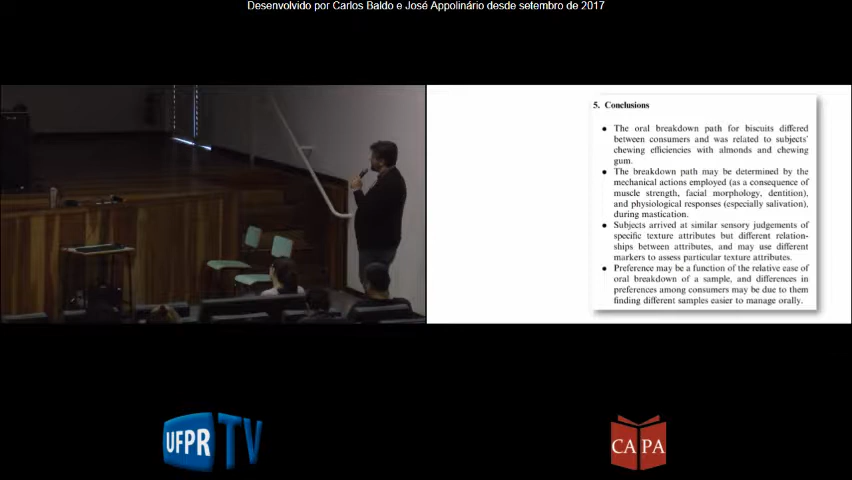 Desenvolvido por Carlos Baldo e José Appolinário desde setembro de 2017
5. Conclusions
• The oral breakdown path for biscuits differed
between consumers and was related to subjects'
chewing efficiencies with almonds and chewing
gum.
• The breakdown path may be determined by the
mechanical actions employed (as a consequence of
muscle strength, facial morphology, dentition),
and physiological responses (especially salivation),
during mastication.
• Subjects arrived at similar sensory judgements of
specific texture attributes but different relation-
ships between attributes, and may use different
markers to assess particular texture attributes.
• Preference may be a function of the relative ease of
oral breakdown of a sample, and differences in
preferences among consumers may be due to them
finding different samples easier to manage orally.
UFPR TV
CAPA